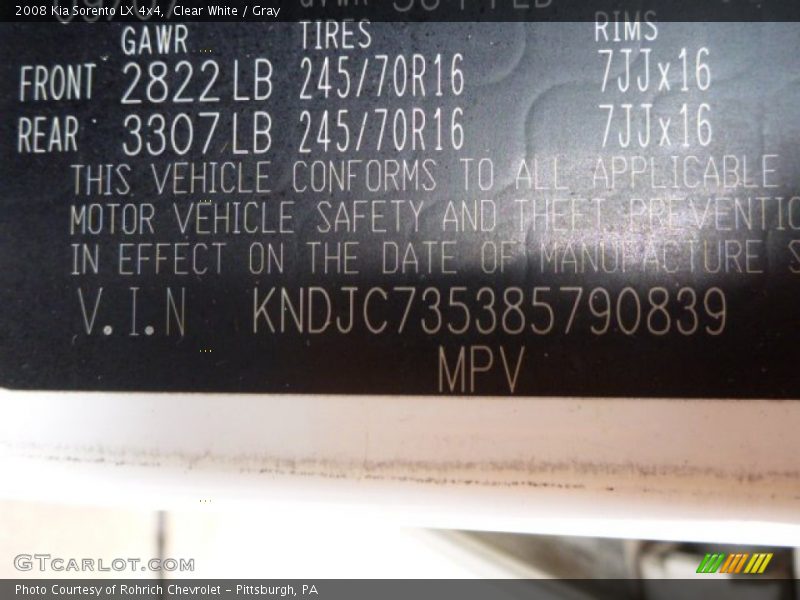 2008 Kia Sorento LX 4x4, Clear White / Gray
GAWR TIRES RIMS
FRONT 2822 LB 245/70R16 7JJx16
REAR 3307 LB 245/70R16 7JJx16
THIS VEHICLE CONFORMS TO ALL APPLICABLE
MOTOR VEHICLE SAFETY AND THEFT PREVENTIO
IN EFFECT ON THE DATE OF MANUFACTURE S
V.I.N KNDJC735385790839
MPV
GTCARLOT.COM
Photo Courtesy of Rohrich Chevrolet - Pittsburgh, PA